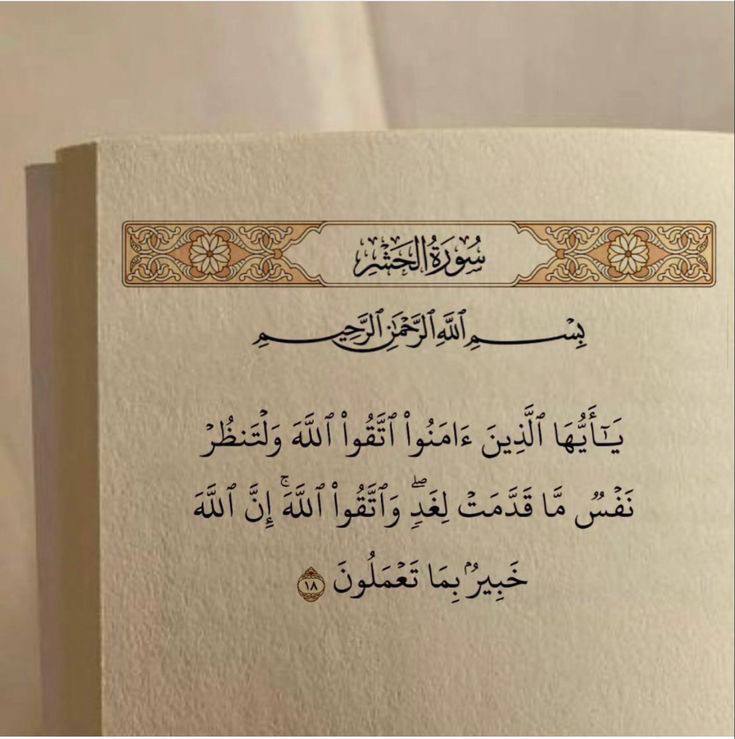 سُورَةُ الحَشْرِ
بِسْمِ ٱللَّهِ ٱلرَّحْمَٰنِ ٱلرَّحِيمِ
يَـٰٓأَيُّهَا ٱلَّذِينَ ءَامَنُوا۟ ٱتَّقُوا۟ ٱللَّهَ وَلْتَنظُرْ
نَفْسٌ مَّا قَدَّمَتْ لِغَدٍۖ وَٱتَّقُوا۟ ٱللَّهَۚ إِنَّ ٱللَّهَ
خَبِيرٌۢ بِمَا تَعْمَلُونَ ١٨